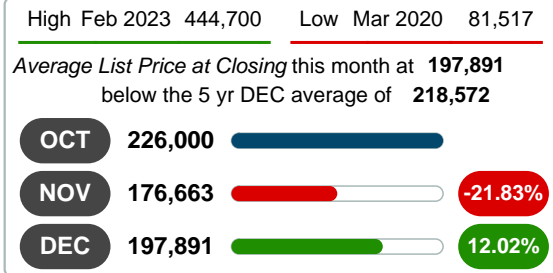 High Feb 2023 444,700 Low Mar 2020 81,517
Average List Price at Closing this month at 197,891
below the 5 yr DEC average of 218,572
OCT 226,000
NOV 176,663 -21.83%
DEC 197,891 12.02%